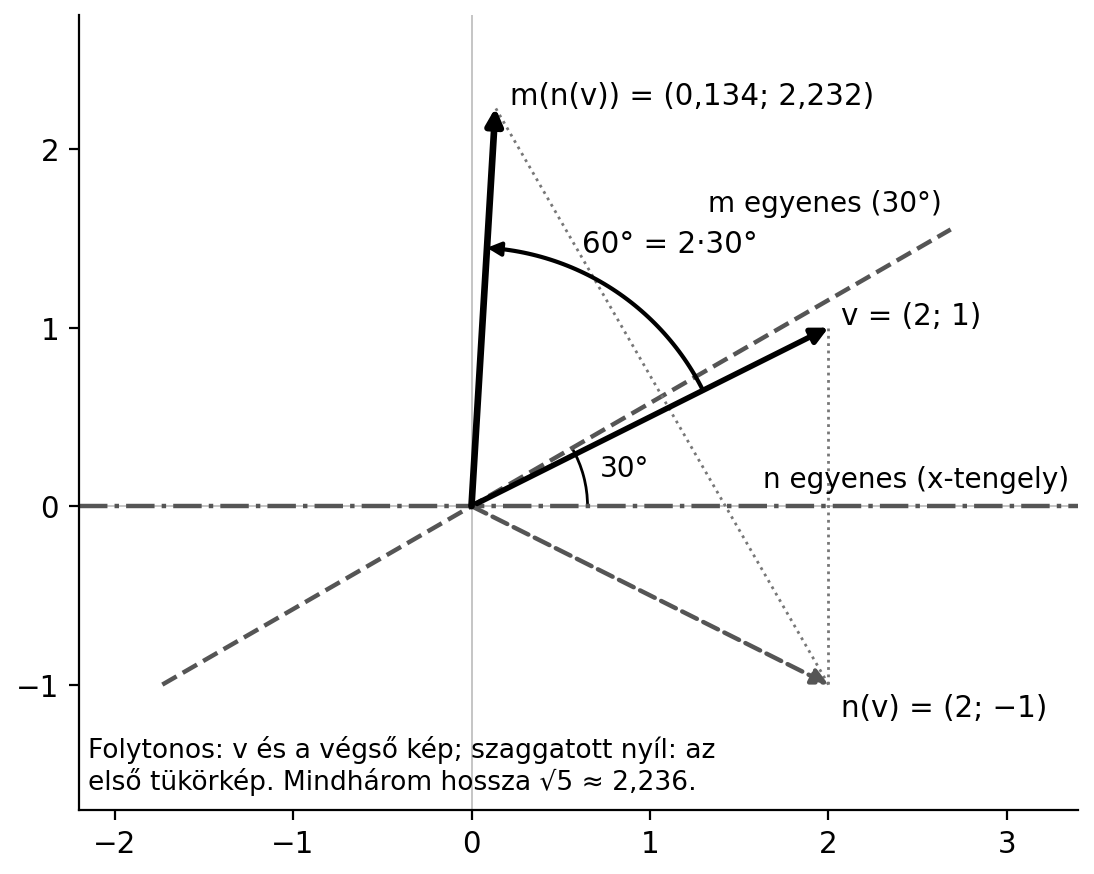 m(n(v)) = (0,134; 2,232)
2
m egyenes (30°)
60° = 2·30°
1
v = (2; 1)
30°
n egyenes (x-tengely)
0
−1
n(v) = (2; −1)
Folytonos: v és a végső kép; szaggatott nyíl: az
első tükörkép. Mindhárom hossza √5 ≈ 2,236.
−2 −1 0 1 2 3